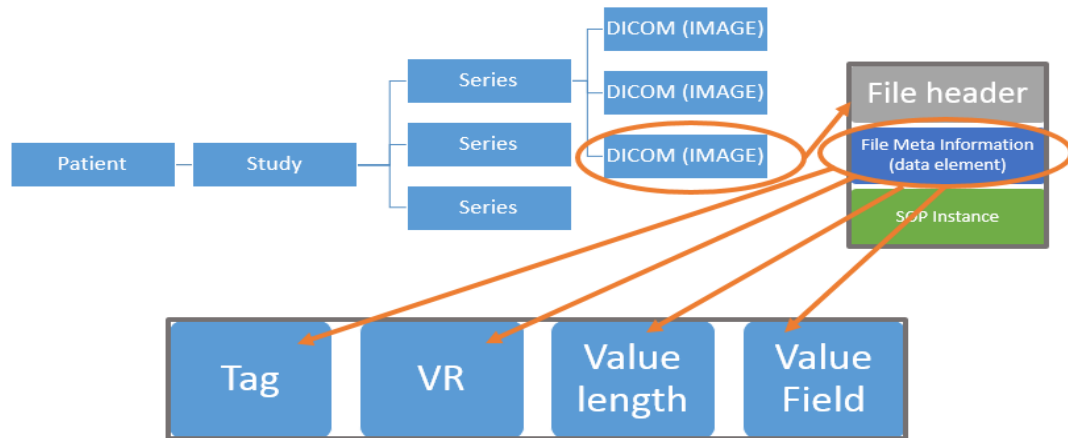 DICOM (IMAGE)
Series
DICOM (IMAGE)
File header
Patient
Study
Series
DICOM (IMAGE)
File Meta Information
(data element)
Series
SOP Instance
Tag
VR
Value
length
Value
Field